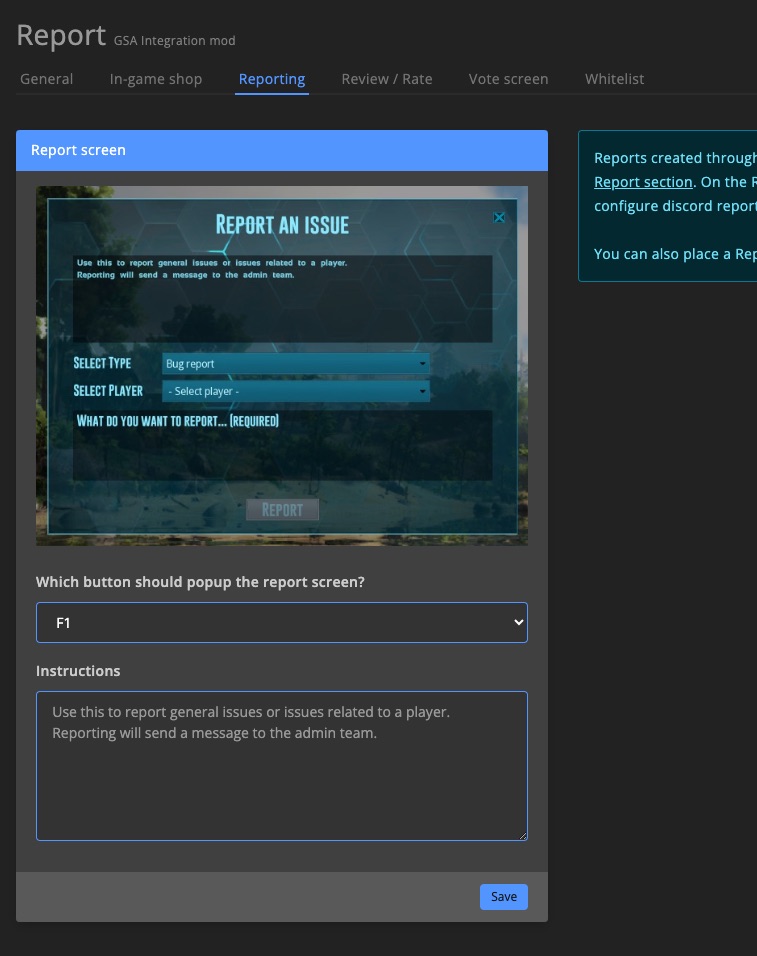 Report GSA Integration mod
General In-game shop Reporting Review / Rate Vote screen Whitelist
Report screen
REPORT AN ISSUE
Use this to report general issues or issues related to a player.
Reporting will send a message to the admin team.
SELECT TYPE Bug report
SELECT PLAYER - Select player -
WHAT DO YOU WANT TO REPORT... (REQUIRED)
REPORT
Which button should popup the report screen?
F1
Instructions
Use this to report general issues or issues related to a player.
Reporting will send a message to the admin team.
Save
Reports created through
Report section. On the R
configure discord report
You can also place a Rep